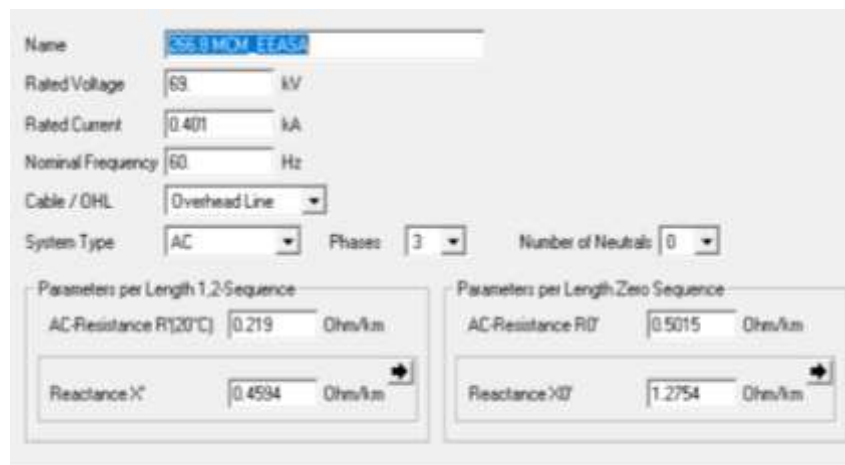 Name 266.8 MCM_EEASA
Rated Voltage 69. kV
Rated Current 0.401 kA
Nominal Frequency 60. Hz
Cable / OHL Overhead Line
System Type AC Phases 3 Number of Neutrals 0
Parameters per Length 1,2-Sequence
AC-Resistance R'(20°C) 0.219 Ohm/km
Reactance X' 0.4594 Ohm/km
Parameters per Length Zero Sequence
AC-Resistance R0' 0.5015 Ohm/km
Reactance X0' 1.2754 Ohm/km